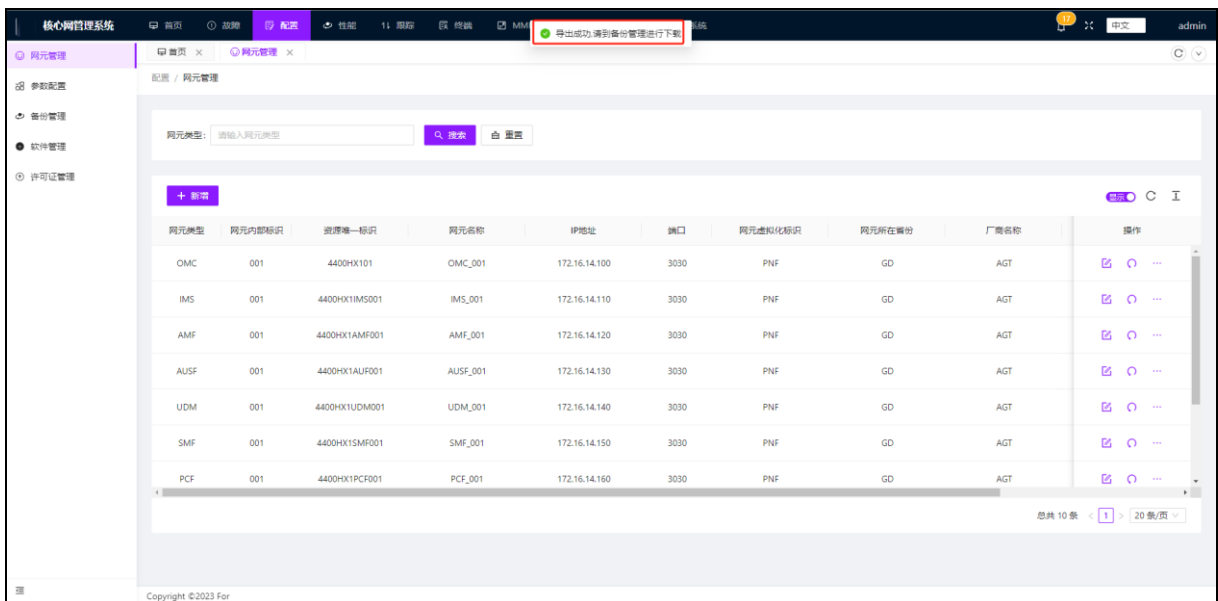 核心网管理系统 首页 故障 配置 性能 11 跟踪 终端 MM 系统 17 中文 admin
导出成功,请到备份管理进行下载
网元管理 首页 × 网元管理 ×
配置 / 网元管理
参数配置
备份管理
网元类型: 请输入网元类型 搜索 重置
软件管理
许可证管理
+ 新增 显示
网元类型 网元内部标识 资源唯一标识 网元名称 IP地址 端口 网元虚拟化标识 网元所在省份 厂商名称 操作
OMC 001 4400HX101 OMC_001 172.16.14.100 3030 PNF GD AGT
IMS 001 4400HX1IMS001 IMS_001 172.16.14.110 3030 PNF GD AGT
AMF 001 4400HX1AMF001 AMF_001 172.16.14.120 3030 PNF GD AGT
AUSF 001 4400HX1AUF001 AUSF_001 172.16.14.130 3030 PNF GD AGT
UDM 001 4400HX1UDM001 UDM_001 172.16.14.140 3030 PNF GD AGT
SMF 001 4400HX1SMF001 SMF_001 172.16.14.150 3030 PNF GD AGT
PCF 001 4400HX1PCF001 PCF_001 172.16.14.160 3030 PNF GD AGT
总共 10 条 < 1 > 20 条/页
Copyright ©2023 For